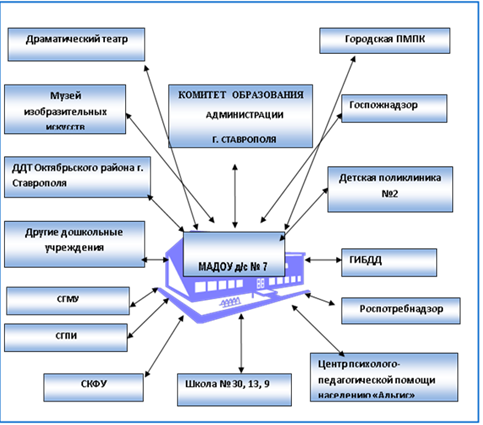 Драматический театр
Городская ПМПК
Музей
изобразительных
искусств
КОМИТЕТ ОБРАЗОВАНИЯ
АДМИНИСТРАЦИИ
Г. СТАВРОПОЛЯ
Госпожнадзор
ДДТ Октябрьского района г.
Ставрополя
Детская поликлиника
№2
Другие дошкольные
учреждения
МАДОУ д/с № 7
ГИБДД
СГМУ
Роспотребнадзор
СГПИ
СКФУ
Школа № 30, 13, 9
Центр психолого-
педагогической помощи
населению «Альгис»